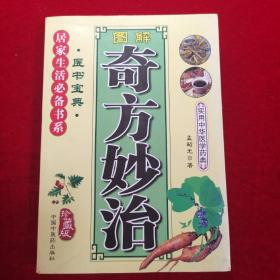 居家生活必备书系
·医书宝典·
图解
奇方妙治
实用中华医学药典
孟昭光 著
珍藏版
中国中医药出版社